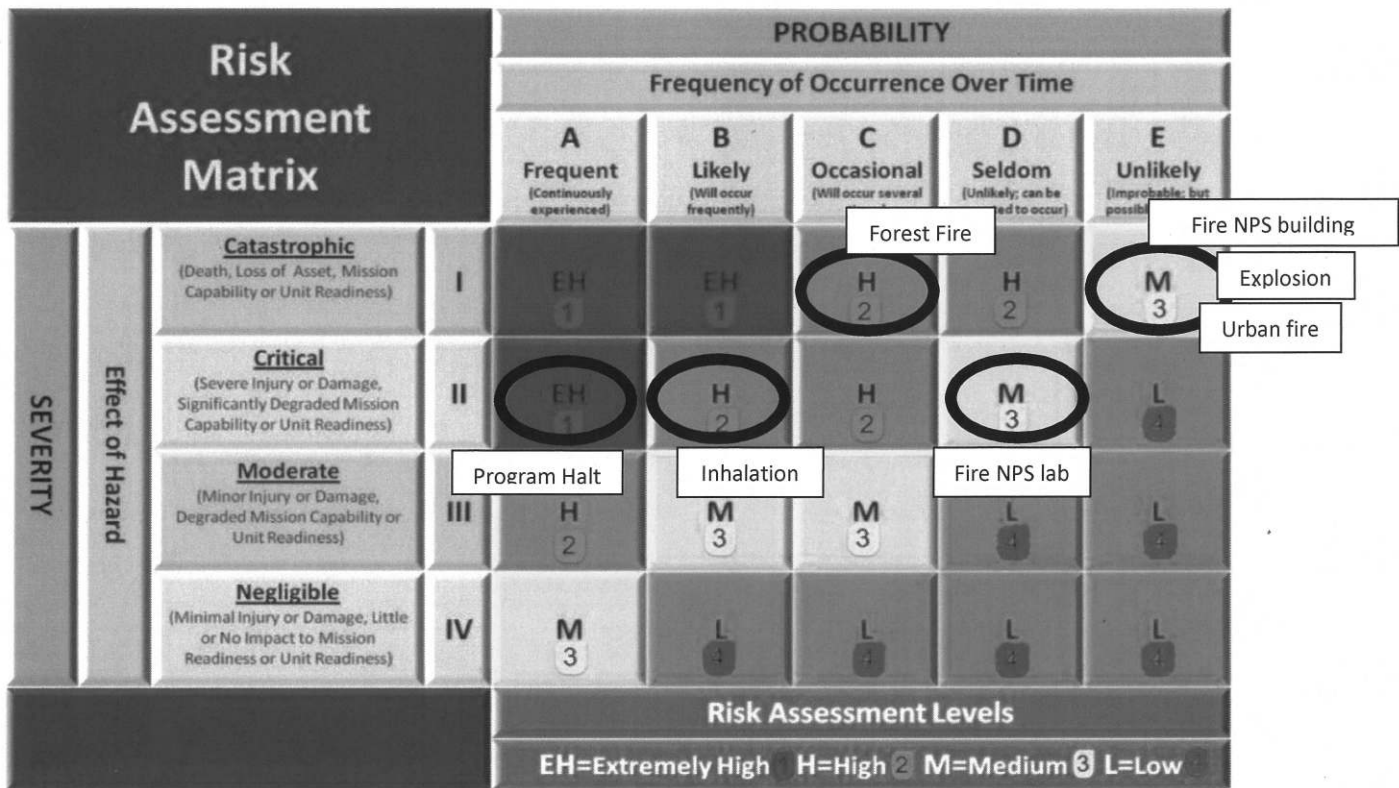 Risk
Assessment
Matrix
PROBABILITY
Frequency of Occurrence Over Time
A
Frequent
(Continuously
experienced)
B
Likely
(Will occur
frequently)
C
Occasional
(Will occur several
D
Seldom
(Unlikely; can be
to occur)
E
Unlikely
(Improbable; but
Forest Fire
Fire NPS building
Explosion
Urban fire
SEVERITY
Effect of Hazard
Catastrophic
(Death, Loss of Asset, Mission
Capability or Unit Readiness)
I
EH
1
EH
1
H
2
H
2
M
3
Critical
(Severe Injury or Damage,
Significantly Degraded Mission
Capability or Unit Readiness)
II
EH
1
H
2
H
2
M
3
L
4
Program Halt
Inhalation
Fire NPS lab
Moderate
(Minor Injury or Damage,
Degraded Mission Capability or
Unit Readiness)
III
H
2
M
3
M
3
L
4
L
4
Negligible
(Minimal Injury or Damage, Little
or No Impact to Mission
Readiness or Unit Readiness)
IV
M
3
L
4
L
4
L
4
L
4
Risk Assessment Levels
EH=Extremely High 1 H=High 2 M=Medium 3 L=Low